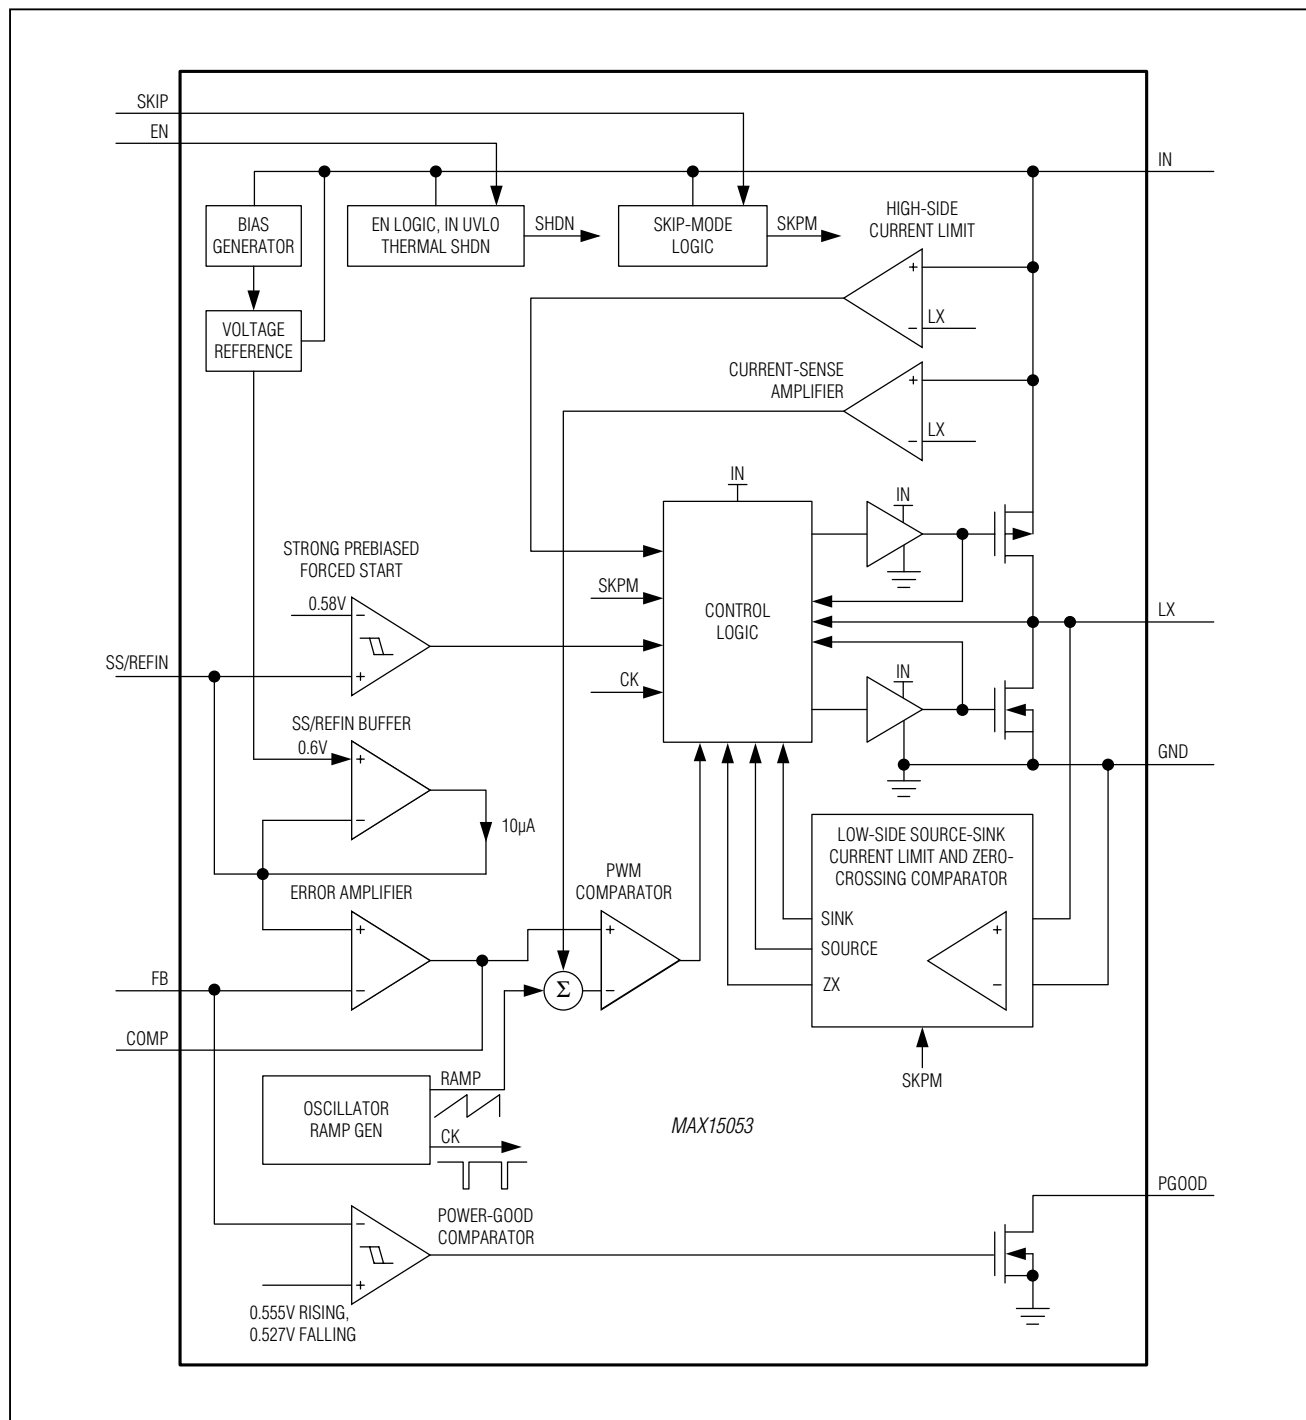 SKIP
EN
IN
BIAS
GENERATOR
EN LOGIC, IN UVLO
THERMAL SHDN
SHDN
SKIP-MODE
LOGIC
SKPM
HIGH-SIDE
CURRENT LIMIT
+
−
LX
VOLTAGE
REFERENCE
CURRENT-SENSE
AMPLIFIER
+
−
LX
IN
IN
STRONG PREBIASED
FORCED START
0.58V
−
+
SKPM
CONTROL
LOGIC
LX
SS/REFIN
CK
IN
SS/REFIN BUFFER
0.6V
+
−
10µA
GND
LOW-SIDE SOURCE-SINK
CURRENT LIMIT AND ZERO-
CROSSING COMPARATOR
SINK
SOURCE
ZX
+
−
SKPM
ERROR AMPLIFIER
+
−
PWM
COMPARATOR
+
−
Σ
FB
COMP
OSCILLATOR
RAMP GEN
RAMP
CK
MAX15053
PGOOD
POWER-GOOD
COMPARATOR
−
+
0.555V RISING,
0.527V FALLING